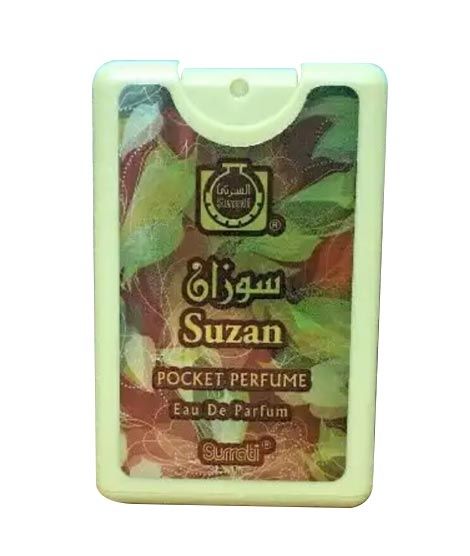 السرتي
Surrati
®
سوزان
Suzan
POCKET PERFUME
Eau De Parfum
Surrati®